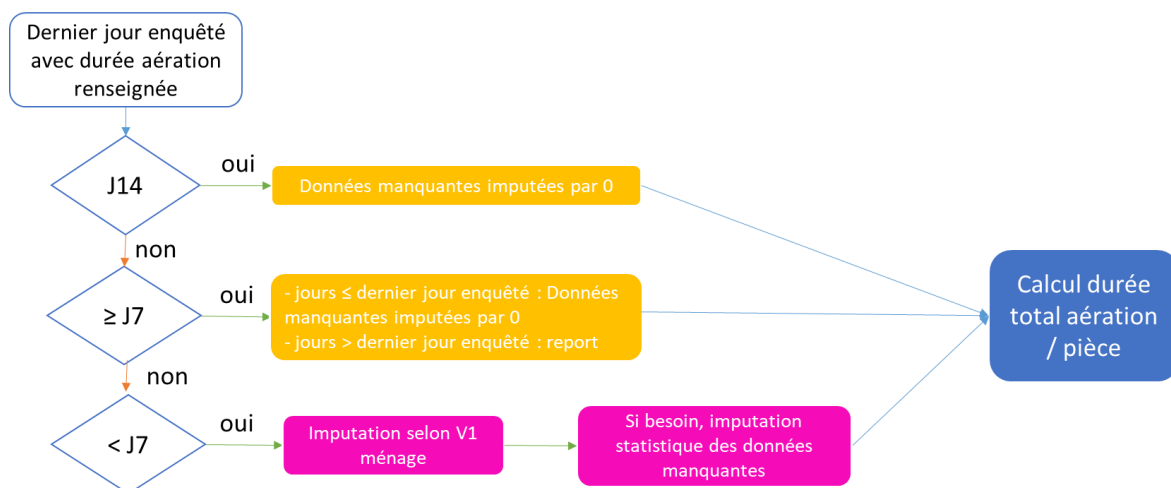 Dernier jour enquêté
avec durée aération
renseignée
J14
oui
Données manquantes imputées par 0
non
≥ J7
oui
- jours ≤ dernier jour enquêté : Données
manquantes imputées par 0
- jours > dernier jour enquêté : report
Calcul durée
total aération
/ pièce
non
< J7
oui
Imputation selon V1
ménage
Si besoin, imputation
statistique des données
manquantes